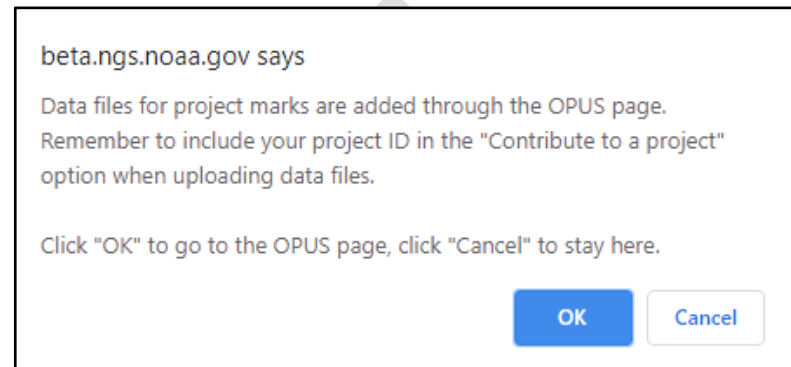 beta.ngs.noaa.gov says
Data files for project marks are added through the OPUS page.
Remember to include your project ID in the "Contribute to a project"
option when uploading data files.
Click "OK" to go to the OPUS page, click "Cancel" to stay here.
OK
Cancel